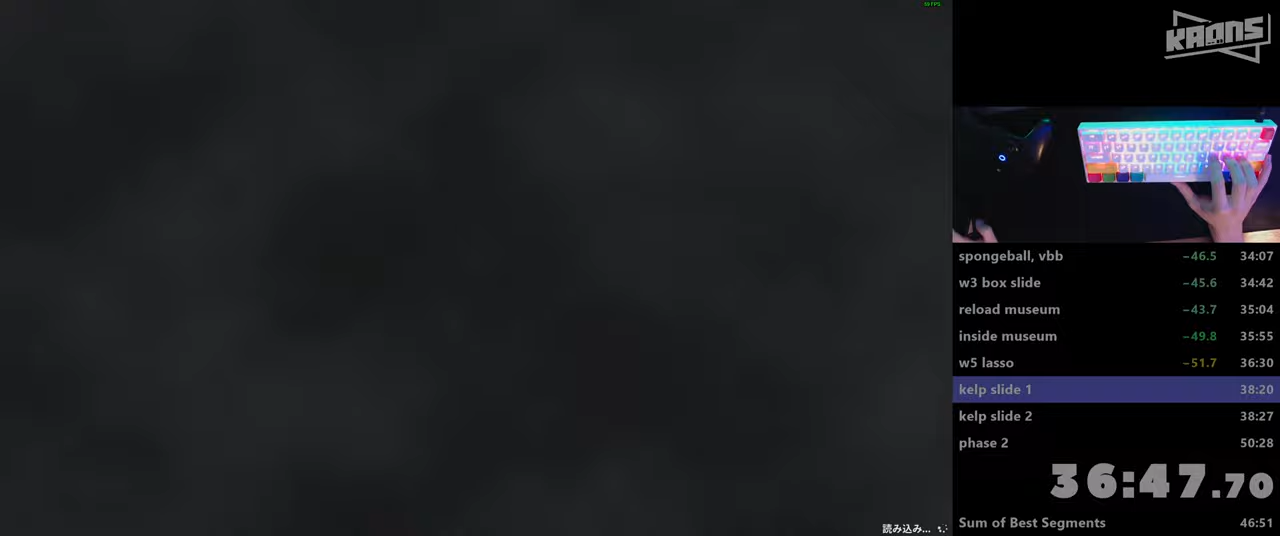 59 FPS
KAONS
spongeball, vbb -46.5 34:07
w3 box slide -45.6 34:42
reload museum -43.7 35:04
inside museum -49.8 35:55
w5 lasso -51.7 36:30
kelp slide 1 38:20
kelp slide 2 38:27
phase 2 50:28
36:47.70
読み込み...
Sum of Best Segments 46:51